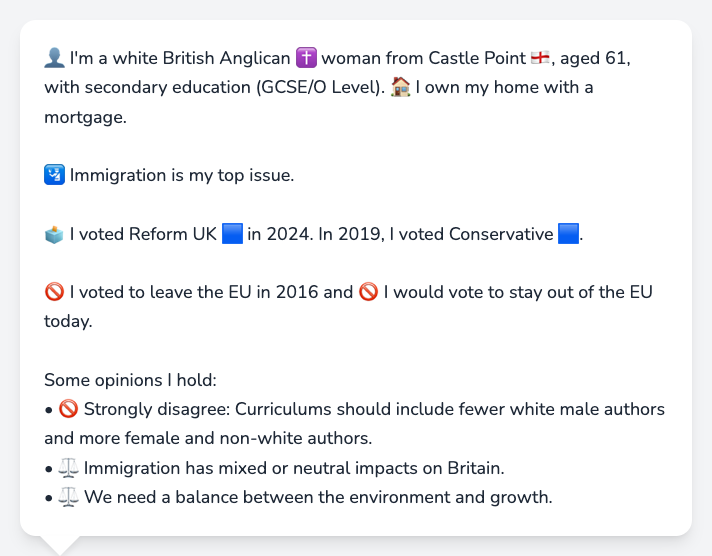 👤 I'm a white British Anglican ✝️ woman from Castle Point 🏴󠁧󠁢󠁥󠁮󠁧󠁿, aged 61,
with secondary education (GCSE/O Level). 🏠 I own my home with a
mortgage.
🛂 Immigration is my top issue.
🗳️ I voted Reform UK 🟦 in 2024. In 2019, I voted Conservative 🟦.
🚫 I voted to leave the EU in 2016 and 🚫 I would vote to stay out of the EU
today.
Some opinions I hold:
• 🚫 Strongly disagree: Curriculums should include fewer white male authors
and more female and non-white authors.
• ⚖️ Immigration has mixed or neutral impacts on Britain.
• ⚖️ We need a balance between the environment and growth.